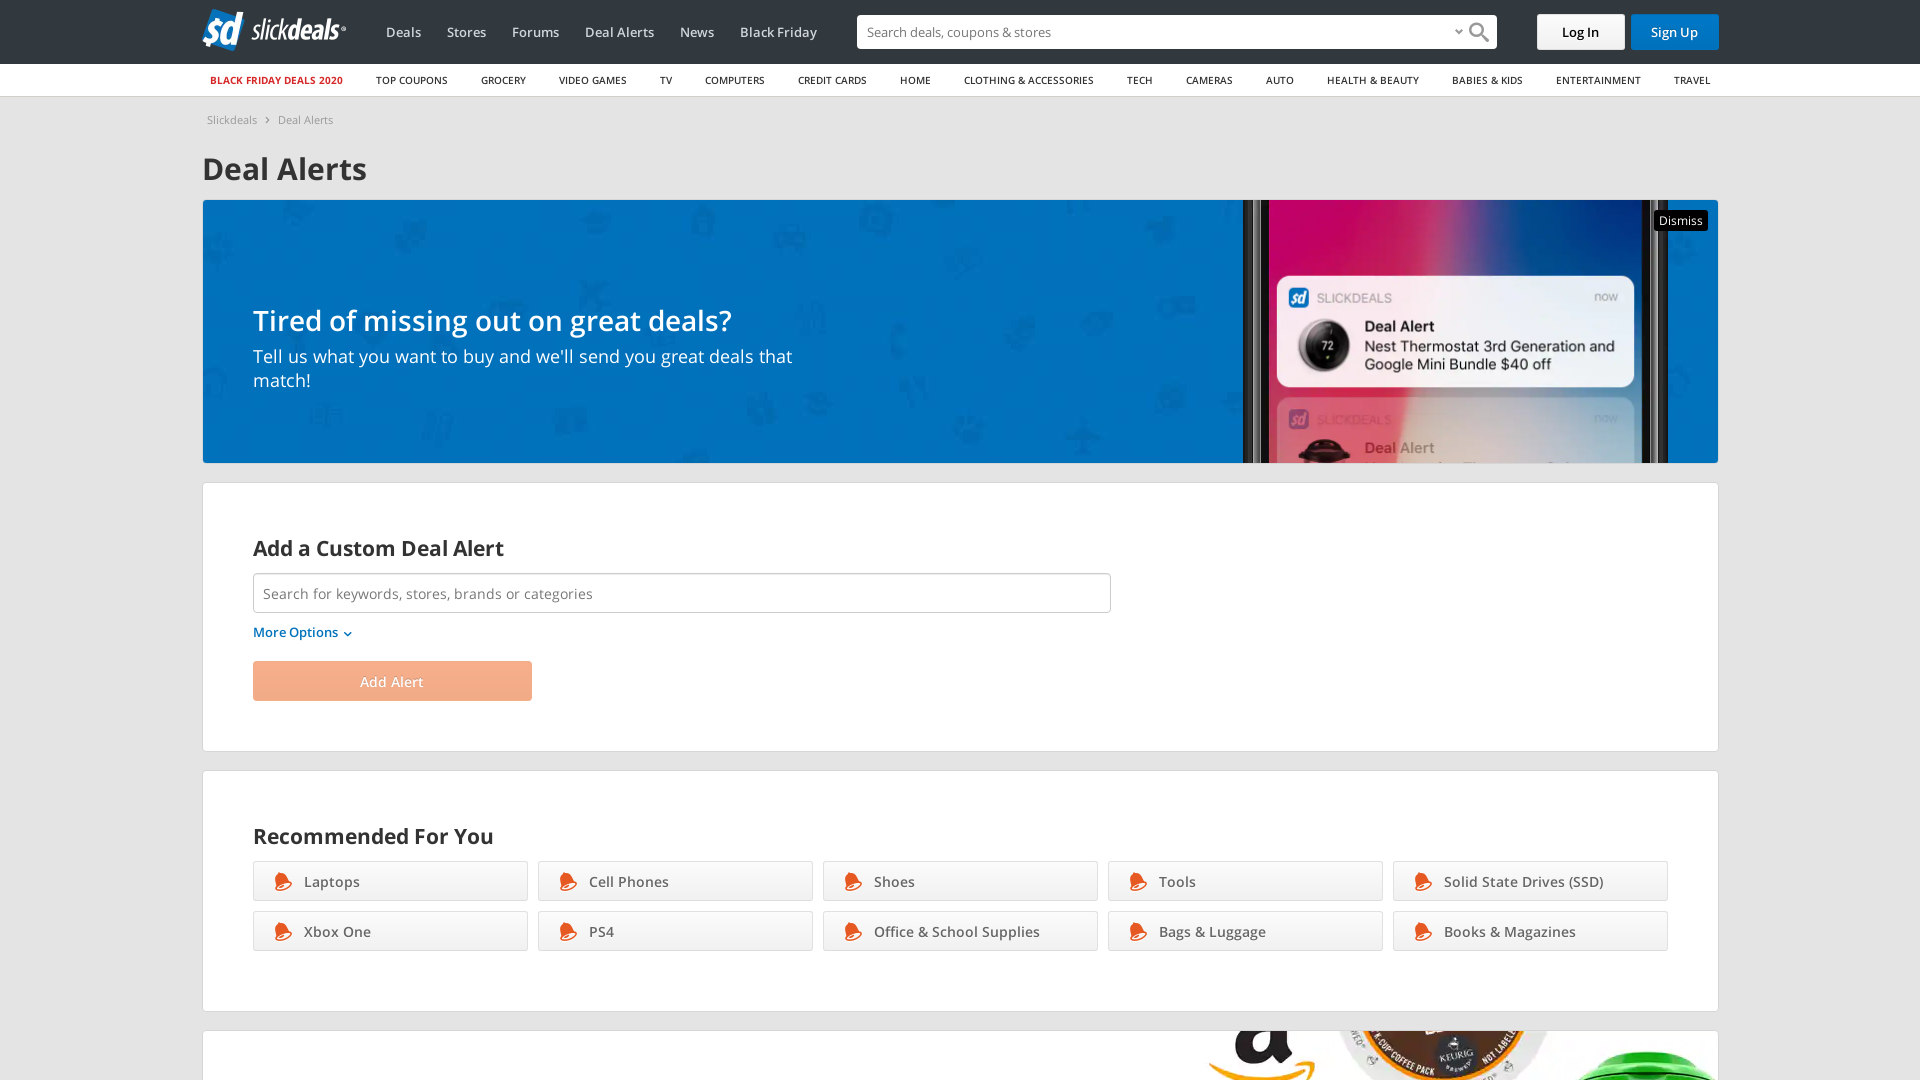 sd slickdeals®
Deals Stores Forums Deal Alerts News Black Friday
Search deals, coupons & stores
Log In Sign Up
BLACK FRIDAY DEALS 2020 TOP COUPONS GROCERY VIDEO GAMES TV COMPUTERS CREDIT CARDS HOME CLOTHING & ACCESSORIES TECH CAMERAS AUTO HEALTH & BEAUTY BABIES & KIDS ENTERTAINMENT TRAVEL
Slickdeals Deal Alerts
Deal Alerts
Dismiss
Tired of missing out on great deals?
Tell us what you want to buy and we'll send you great deals that
match!
sd SLICKDEALS now
Deal Alert
72
Nest Thermostat 3rd Generation and
Google Mini Bundle $40 off
sd SLICKDEALS now
Deal Alert
Add a Custom Deal Alert
Search for keywords, stores, brands or categories
More Options
Add Alert
Recommended For You
Laptops Cell Phones Shoes Tools Solid State Drives (SSD)
Xbox One PS4 Office & School Supplies Bags & Luggage Books & Magazines
a
K-CUP® COFFEE PACK
KEURIG
BREWED
NOT LABELED